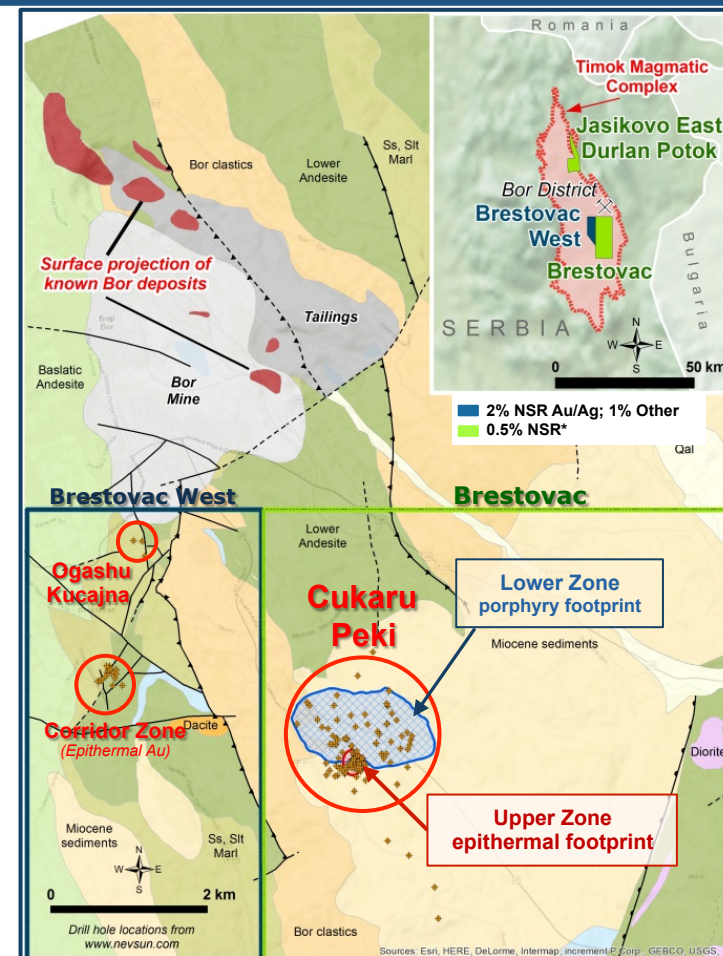 Romania
Timok Magmatic
Complex
Jasikovo East
Durlan Potok
Bor District
Brestovac
West
Brestovac
Bulgaria
SERBIA
N
W
E
S
0
50 km
2% NSR Au/Ag; 1% Other
0.5% NSR*
Bor clastics
Lower
Andesite
Ss, Slt
Marl
Surface projection of
known Bor deposits
Tailings
Бор
Bor
Baslatic
Andesite
Bor
Mine
Qal
Brestovac West
Brestovac
Ogashu
Kucajna
Lower
Andesite
Cukaru
Peki
Lower Zone
porphyry footprint
Miocene sediments
Corridor Zone
(Epithermal Au)
Dacite
Diorite
Upper Zone
epithermal footprint
Miocene
sediments
Ss, Slt
Marl
N
W
E
S
0
2 km
Drill hole locations from
www.nevsun.com
Bor clastics
Sources: Esri, HERE, DeLorme, Intermap, increment P Corp., GEBCO, USGS,